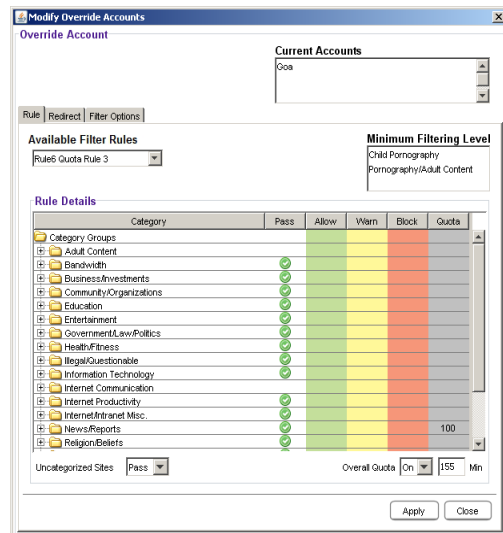 Modify Override Accounts
Override Account
Current Accounts
Goa
Rule Redirect Filter Options
Available Filter Rules
Minimum Filtering Level
Rule6 Quota Rule 3
Child Pornography
Pornography/Adult Content
Rule Details
Category Pass Allow Warn Block Quota
Category Groups
Adult Content
Bandwidth
Business/Investments
Community/Organizations
Education
Entertainment
Government/Law/Politics
Health/Fitness
Illegal/Questionable
Information Technology
Internet Communication
Internet Productivity
Internet/Intranet Misc.
News/Reports 100
Religion/Beliefs
Uncategorized Sites Pass Overall Quota On 155 Min
Apply Close